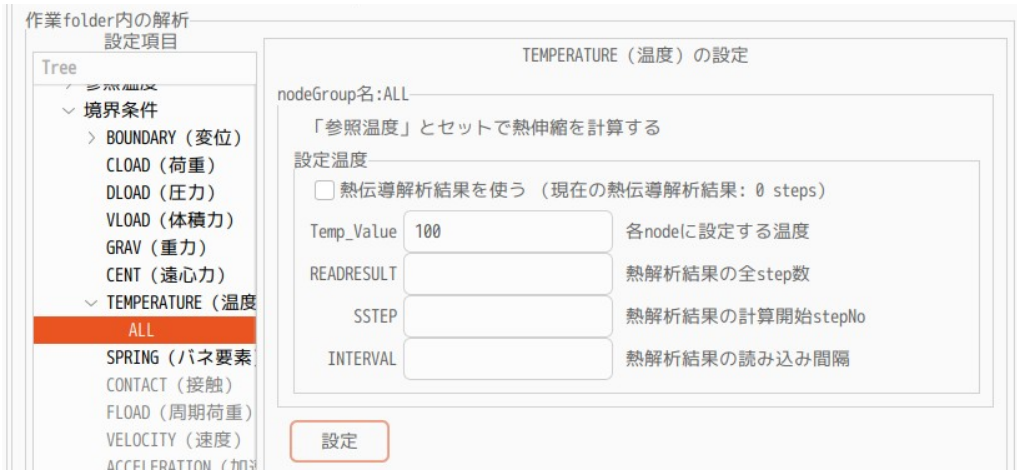 作業folder内の解析
設定項目
Tree
参照温度
境界条件
BOUNDARY (変位)
CLOAD (荷重)
DLOAD (圧力)
VLOAD (体積力)
GRAV (重力)
CENT (遠心力)
TEMPERATURE (温度
ALL
SPRING (バネ要素
CONTACT (接触)
FLOAD (周期荷重)
VELOCITY (速度)
ACCELERATION (加速
TEMPERATURE (温度) の設定
nodeGroup名:ALL
「参照温度」とセットで熱伸縮を計算する
設定温度
熱伝導解析結果を使う (現在の熱伝導解析結果: 0 steps)
Temp_Value 100 各nodeに設定する温度
READRESULT 熱解析結果の全step数
SSTEP 熱解析結果の計算開始stepNo
INTERVAL 熱解析結果の読み込み間隔
設定